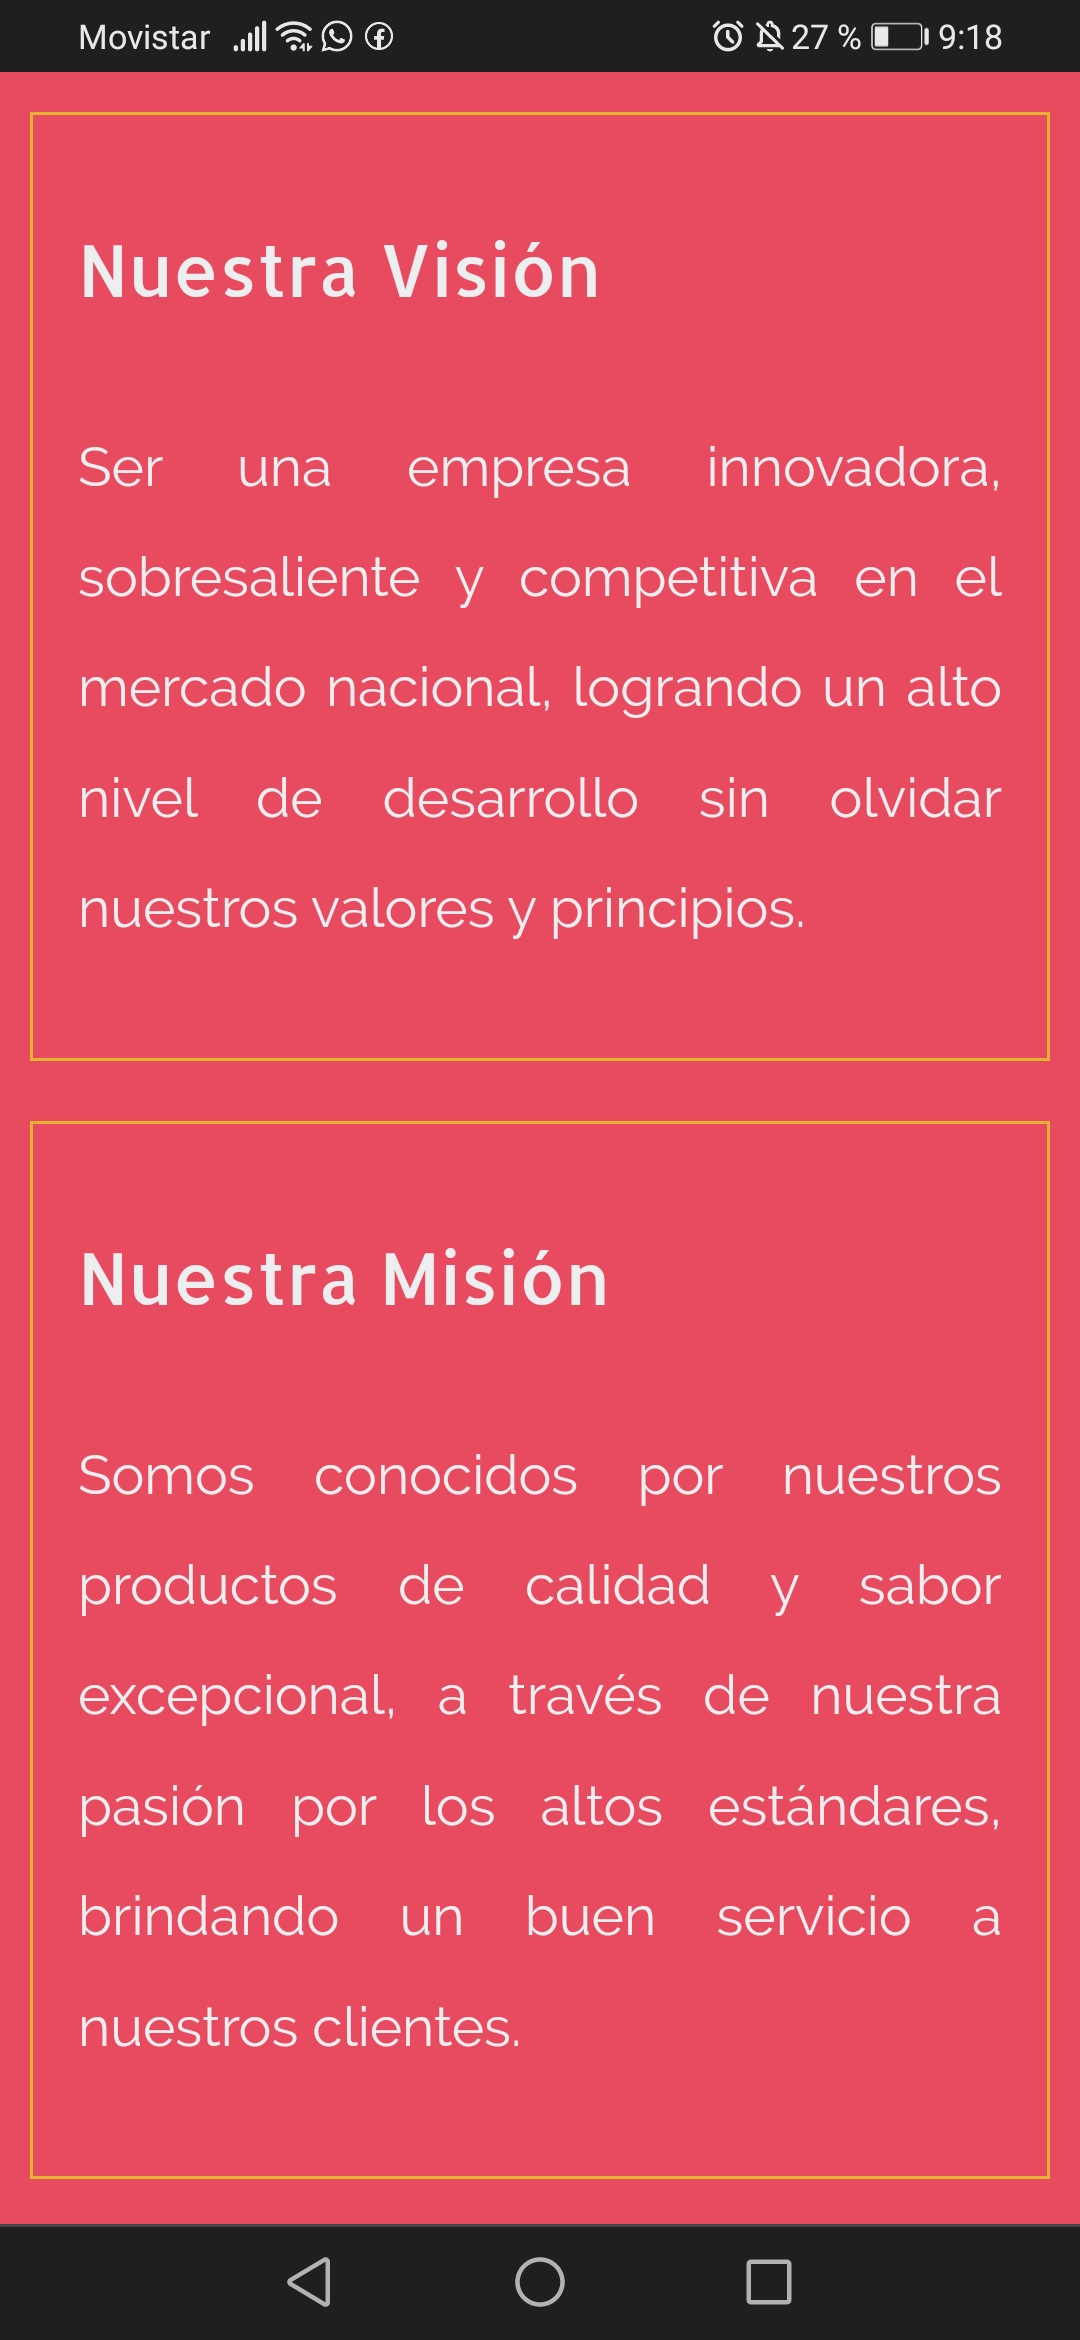 Movistar 27 % 9:18
Nuestra Visión
Ser una empresa innovadora,
sobresaliente y competitiva en el
mercado nacional, logrando un alto
nivel de desarrollo sin olvidar
nuestros valores y principios.
Nuestra Misión
Somos conocidos por nuestros
productos de calidad y sabor
excepcional, a través de nuestra
pasión por los altos estándares,
brindando un buen servicio a
nuestros clientes.